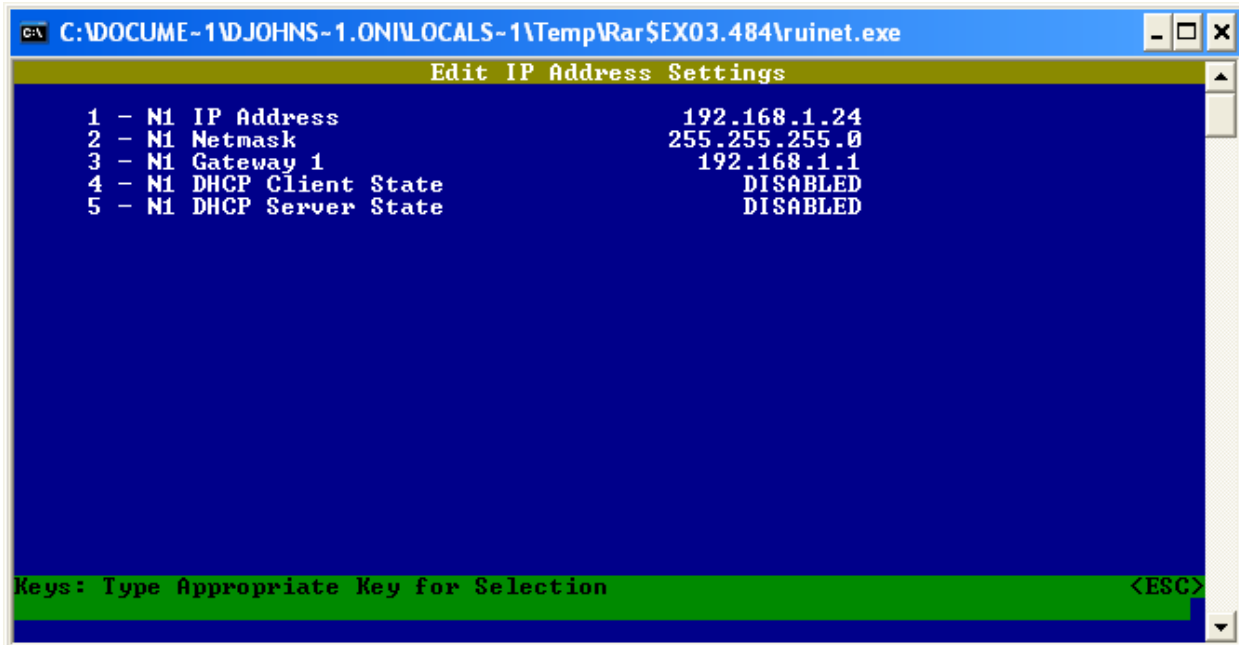 C:\DOCUME~1\DJOHNS~1.ONI\LOCALS~1\Temp\Rar$EX03.484\ruinet.exe
Edit IP Address Settings
1 - N1 IP Address 192.168.1.24
2 - N1 Netmask 255.255.255.0
3 - N1 Gateway 1 192.168.1.1
4 - N1 DHCP Client State DISABLED
5 - N1 DHCP Server State DISABLED
Keys: Type Appropriate Key for Selection <ESC>